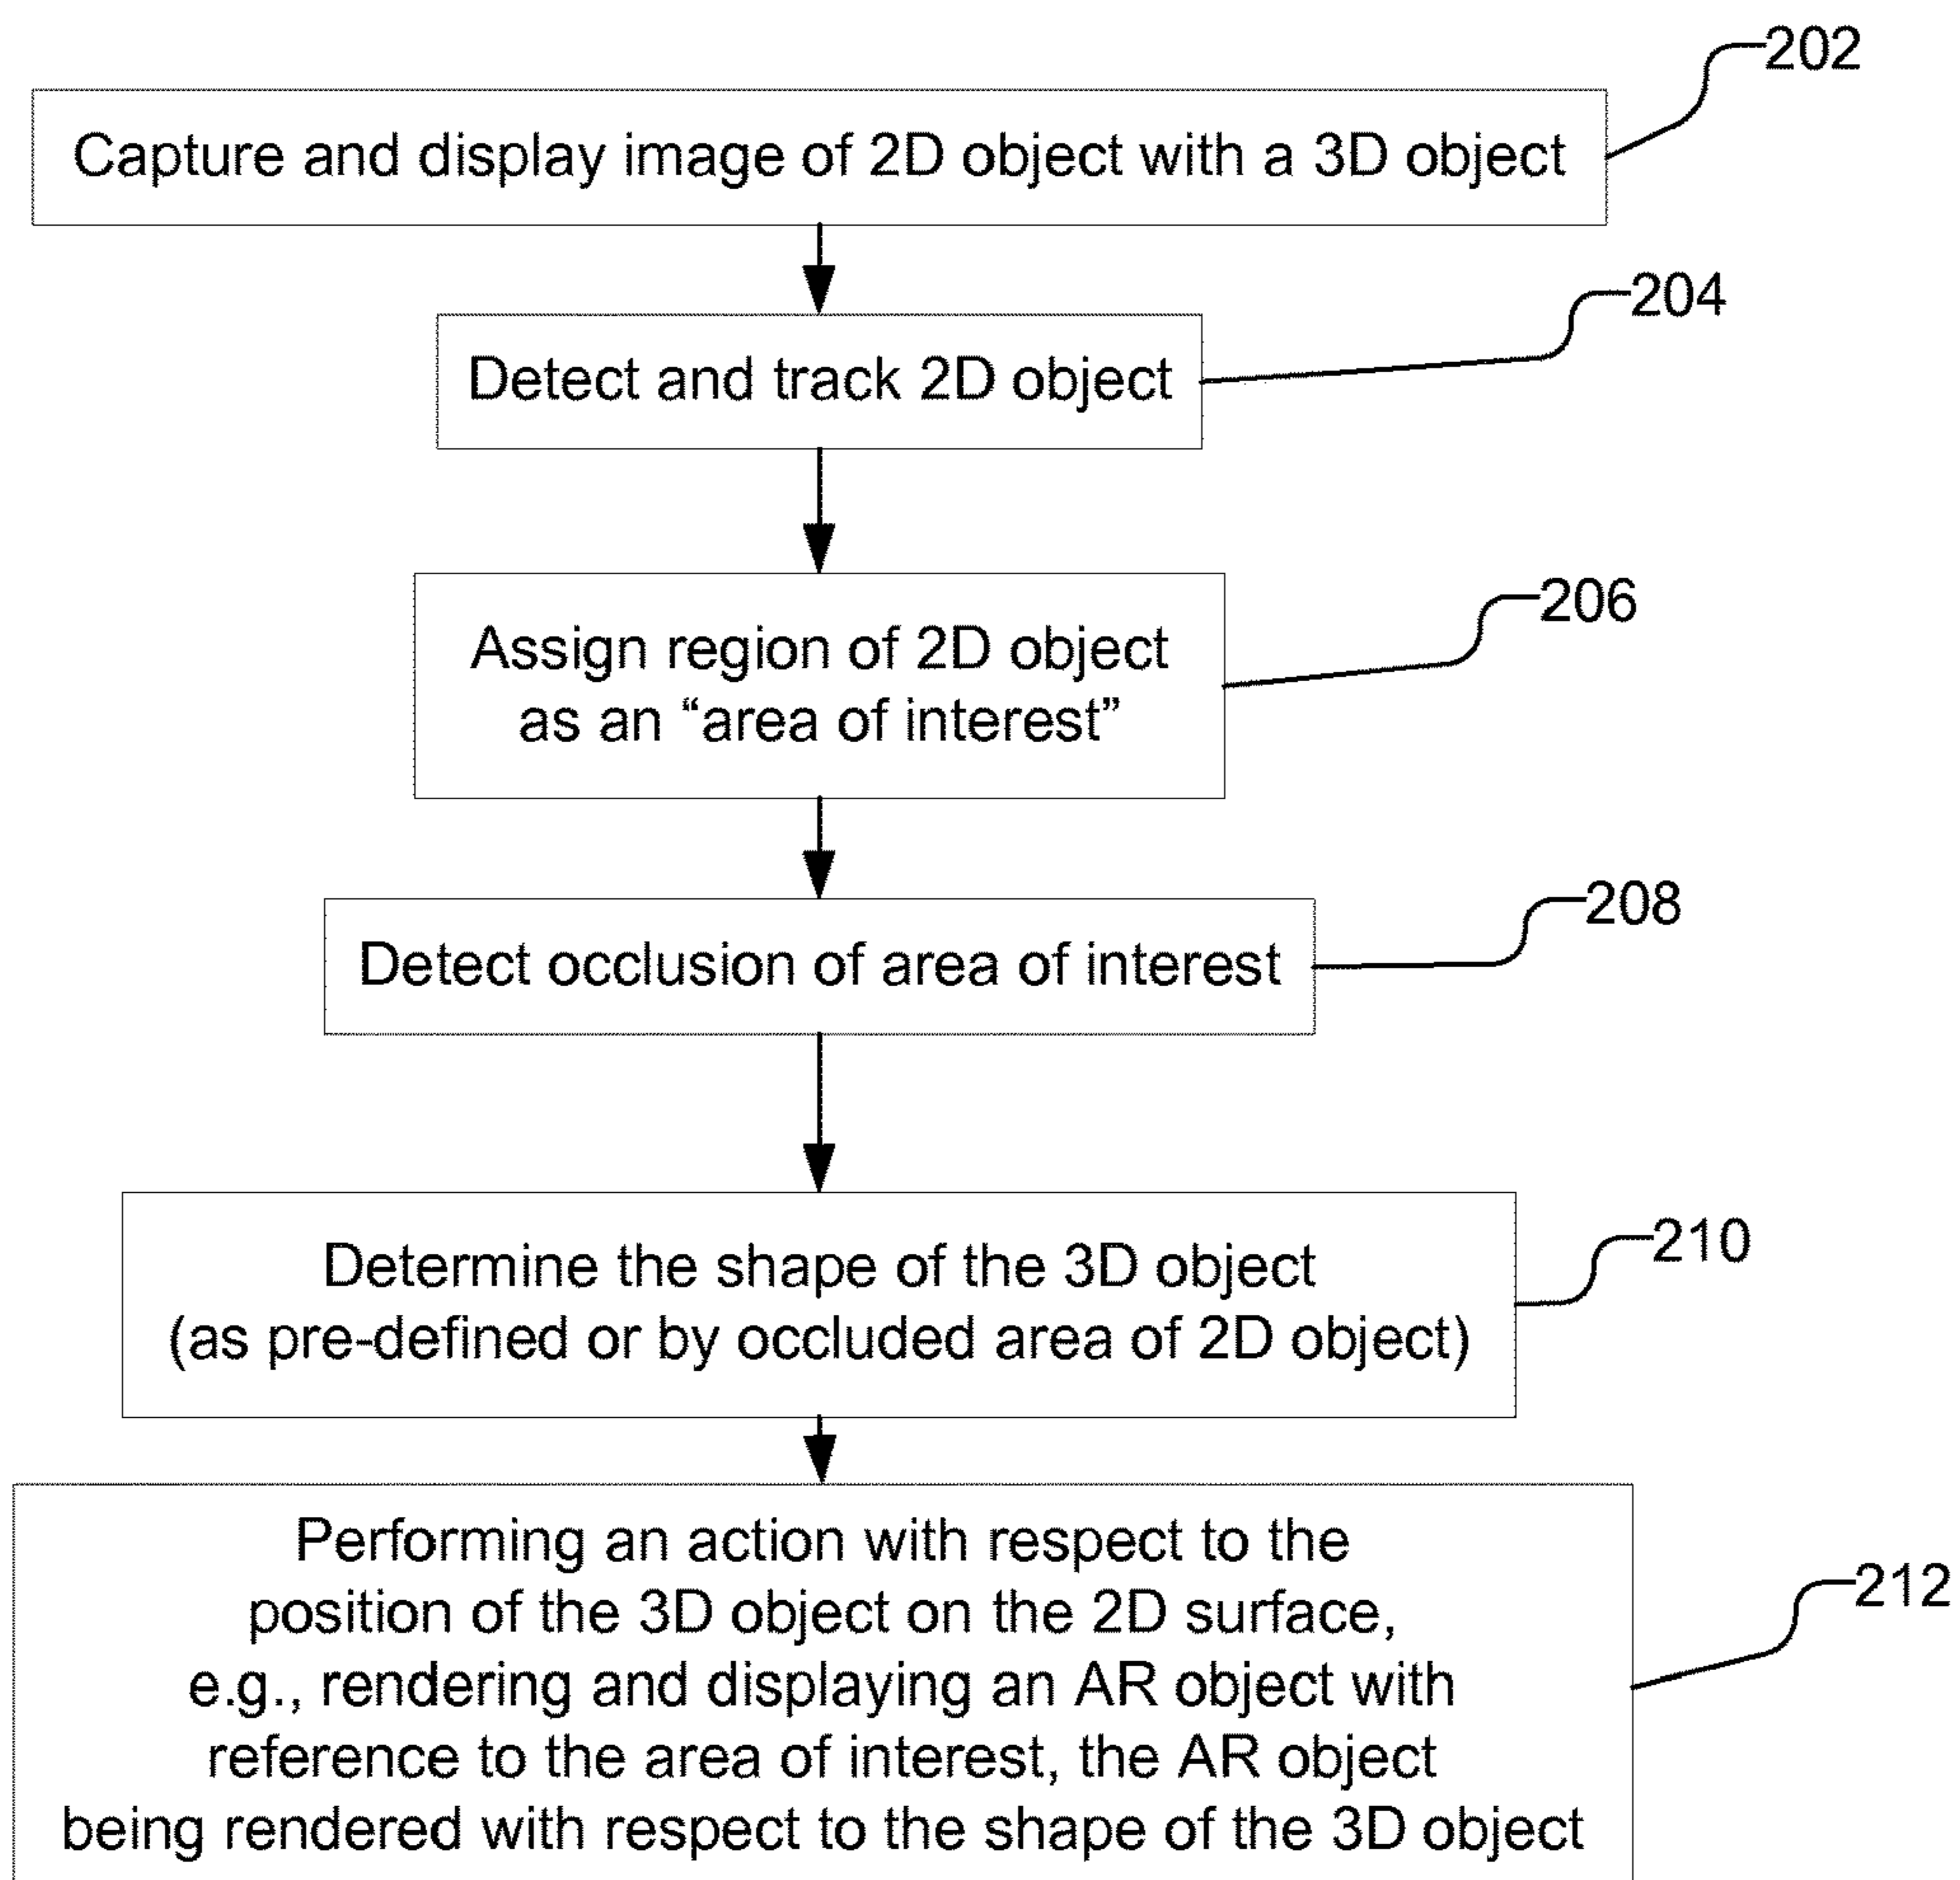 202
Capture and display image of 2D object with a 3D object
204
Detect and track 2D object
206
Assign region of 2D object
as an “area of interest”
208
Detect occlusion of area of interest
210
Determine the shape of the 3D object
(as pre-defined or by occluded area of 2D object)
212
Performing an action with respect to the
position of the 3D object on the 2D surface,
e.g., rendering and displaying an AR object with
reference to the area of interest, the AR object
being rendered with respect to the shape of the 3D object